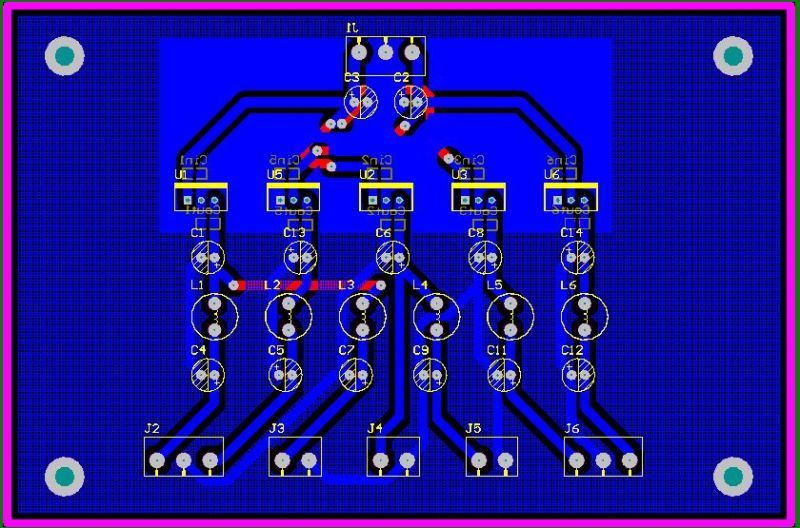 J1
C3 C2
Cin1 Cin5 Cin2 Cin3 Cin6
U1 U5 U2 U3 U6
Cout1 Cout5 Cout2 Cout3 Cout6
C1 C13 C6 C8 C14
L1 L2 L3 L4 L5 L6
C4 C5 C7 C9 C11 C12
J2 J3 J4 J5 J6